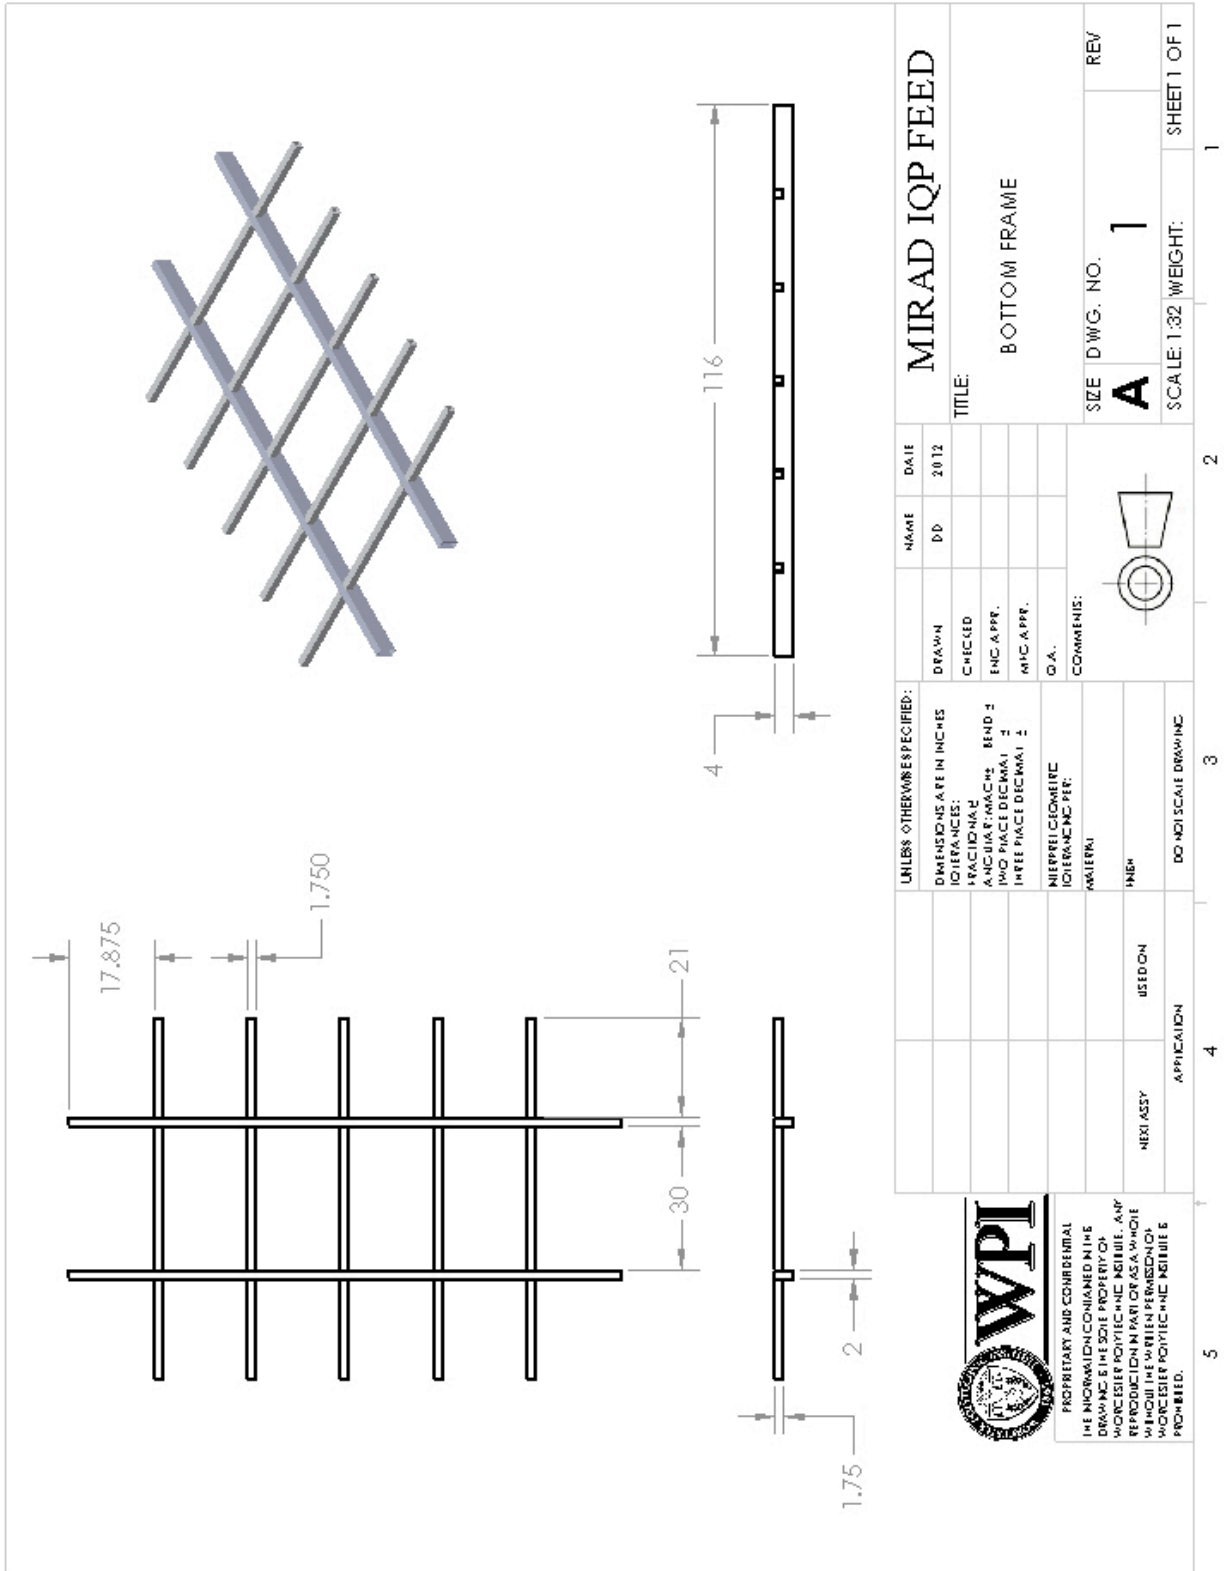 17.875
1.750
21
30
2
1.75
116
4
WPI
PROPRIETARY AND CONFIDENTIAL
THE INFORMATION CONTAINED IN THIS
DRAWING IS THE SOLE PROPERTY OF
WORCESTER POLYTECHNIC INSTITUTE. ANY
REPRODUCTION IN PART OR AS A WHOLE
WITHOUT THE WRITTEN PERMISSION OF
WORCESTER POLYTECHNIC INSTITUTE IS
PROHIBITED.
NEXT ASSY
USED ON
APPLICATION
UNLESS OTHERWISE SPECIFIED:
DIMENSIONS ARE IN INCHES
TOLERANCES:
FRACTIONAL±
ANGULAR: MACH± BEND ±
TWO PLACE DECIMAL ±
THREE PLACE DECIMAL ±
INTERPRET GEOMETRIC
TOLERANCING PER:
MATERIAL
FINISH
DO NOT SCALE DRAWING
NAME
DATE
DRAWN
DD
2012
CHECKED
ENG APPR.
MFG APPR.
Q.A.
COMMENTS:
MIRAD IQP FEED
TITLE:
BOTTOM FRAME
SIZE
A
DWG. NO.
1
REV
SCALE: 1:32
WEIGHT:
SHEET 1 OF 1
5
4
3
2
1